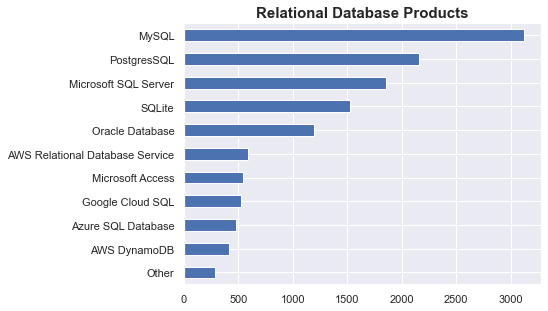 Relational Database Products
MySQL
PostgresSQL
Microsoft SQL Server
SQLite
Oracle Database
AWS Relational Database Service
Microsoft Access
Google Cloud SQL
Azure SQL Database
AWS DynamoDB
Other
0 500 1000 1500 2000 2500 3000